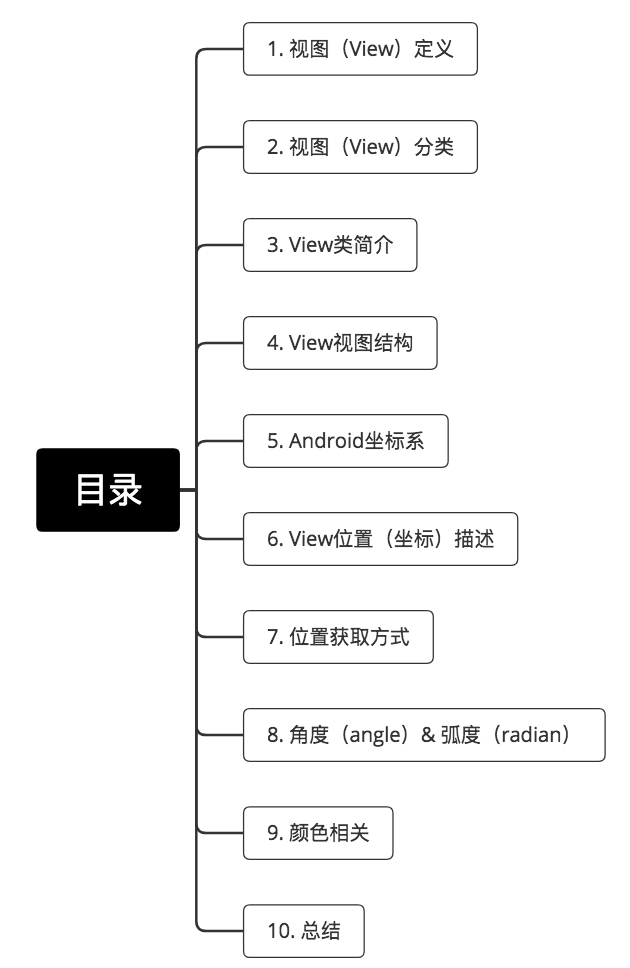 1. 视图（View）定义
2. 视图（View）分类
3. View类简介
4. View视图结构
5. Android坐标系
目录
6. View位置（坐标）描述
7. 位置获取方式
8. 角度（angle）& 弧度（radian）
9. 颜色相关
10. 总结